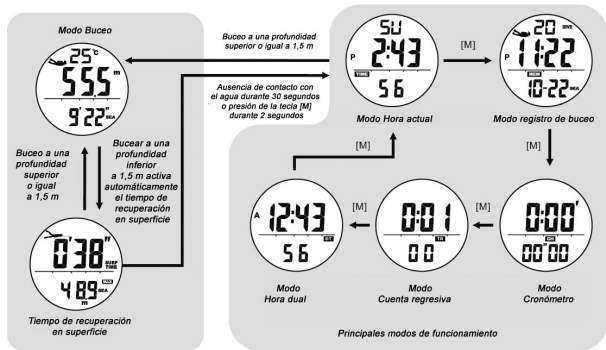 Modo Buceo
25°C
55.5 m
9'22" SEA
Buceo a una
profundidad
superior
o igual
a 1,5 m
Bucear a una
profundidad
inferior
a 1,5 m activa
automáticamente
el tiempo de
recuperación
en superficie
0'38" SURF TIME
MAX
48.9 SEA
m
Tiempo de recuperación
en superficie
Buceo a una profundidad
superior o igual a 1,5 m
Ausencia de contacto con
el agua durante 30 segundos
o presión de la tecla [M]
durante 2 segundos
SU
P 2:43
TIME
56
Modo Hora actual
[M]
20 DIVE
P 11:22
MEM
10-22 SEA
Modo registro de buceo
[M]
[M]
A 12:43
DT
56
Modo
Hora dual
[M]
0:01
TR
00
Modo
Cuenta regresiva
[M]
0:00'
CH
00"00
Modo
Cronómetro
Principales modos de funcionamiento